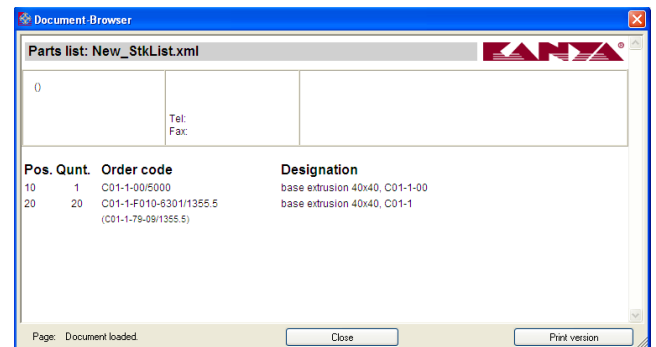 Document-Browser
Parts list: New_StkList.xml
KANYA®
()
Tel:
Fax:
Pos. Qunt. Order code Designation
10 1 C01-1-00/5000 base extrusion 40x40, C01-1-00
20 20 C01-1-F010-6301/1355.5 base extrusion 40x40, C01-1
(C01-1-79-09/1355.5)
Page: Document loaded. Close Print version